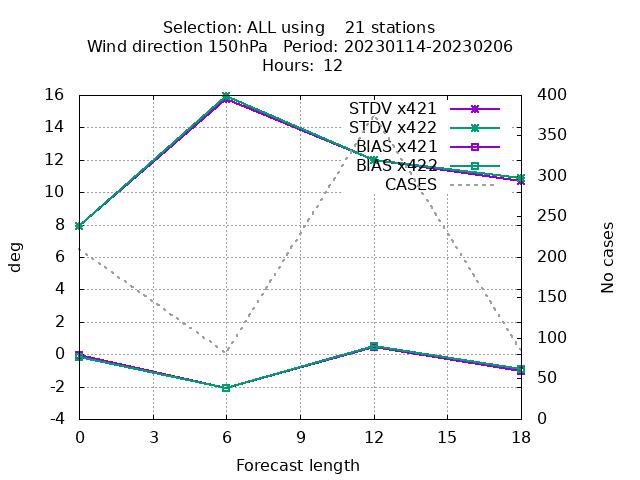 Selection: ALL using    21 stations
Wind direction 150hPa   Period: 20230114-20230206
Hours: 12
STDV x421
STDV x422
BIAS x421
BIAS x422
CASES
16
14
12
10
8
6
4
2
0
-2
-4
deg
400
350
300
250
200
150
100
50
0
No cases
0 3 6 9 12 15 18
Forecast length